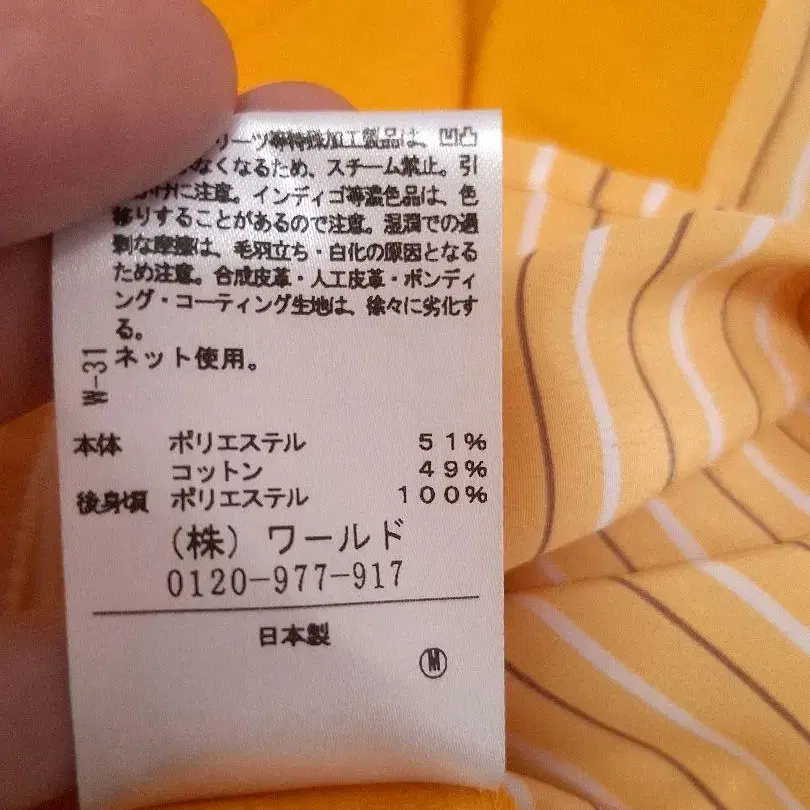 リーツ等特殊加工製品は、凹凸
なくなるため、スチーム禁止。引
に注意。インディゴ等濃色品は、色
移りすることがあるので注意。湿潤での過
剰な摩擦は、毛羽立ち・白化の原因となる
ため注意。合成皮革・人工皮革・ボンディ
ング・コーティング生地は、徐々に劣化す
る。
ネット使用。
W-31
本体 ポリエステル 51%
コットン 49%
後身頃 ポリエステル 100%
(株)ワールド
0120-977-917
日本製
M